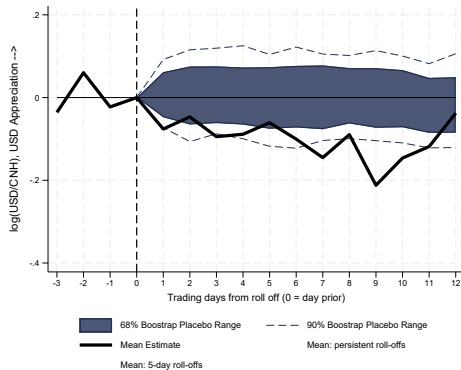 log(USD/CNH), USD Appreciation -->
.2
0
-.2
-.4
-3 -2 -1 0 1 2 3 4 5 6 7 8 9 10 11 12
Trading days from roll off (0 = day prior)
68% Boostrap Placebo Range 90% Boostrap Placebo Range
Mean Estimate Mean: persistent roll-offs
Mean: 5-day roll-offs